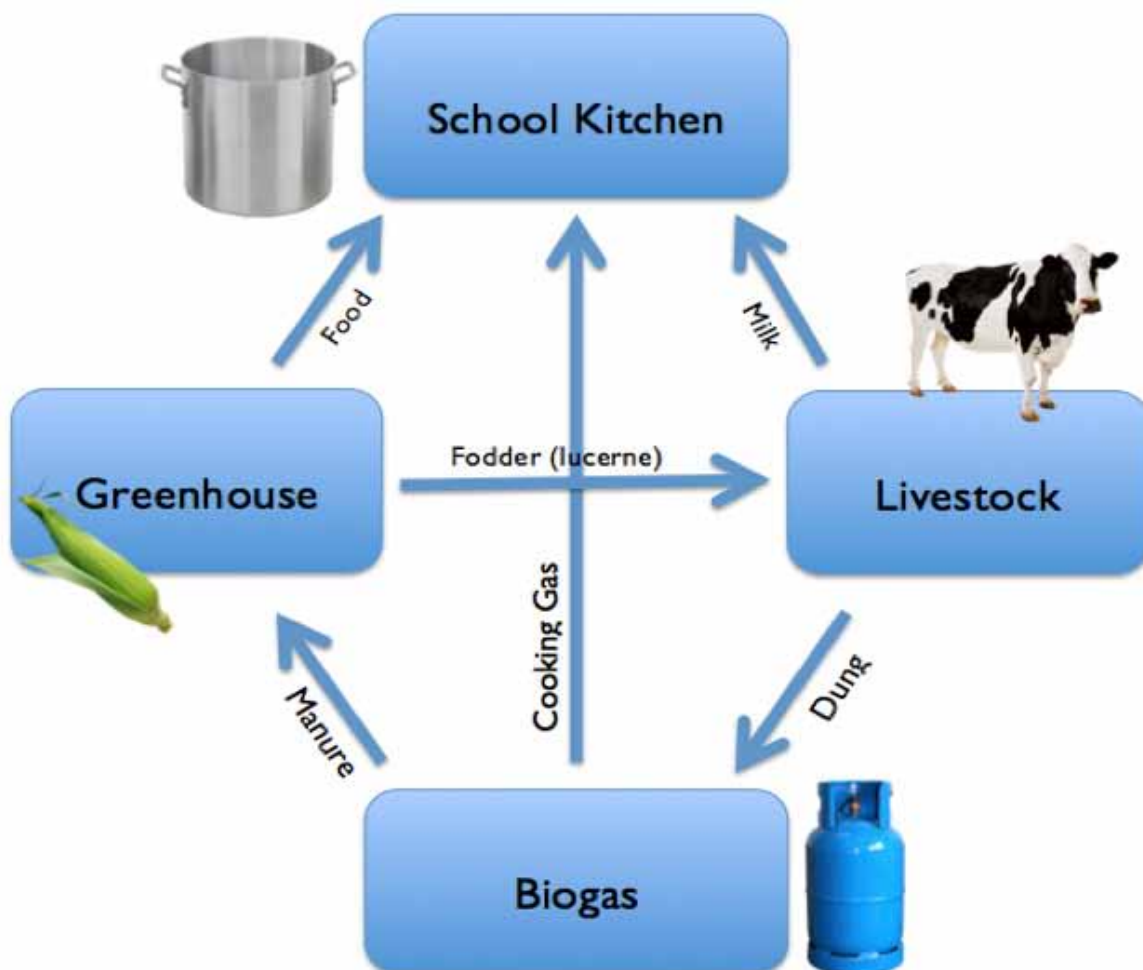 School Kitchen
Food
Milk
Greenhouse
Fodder (lucerne)
Livestock
Cooking Gas
Manure
Dung
Biogas